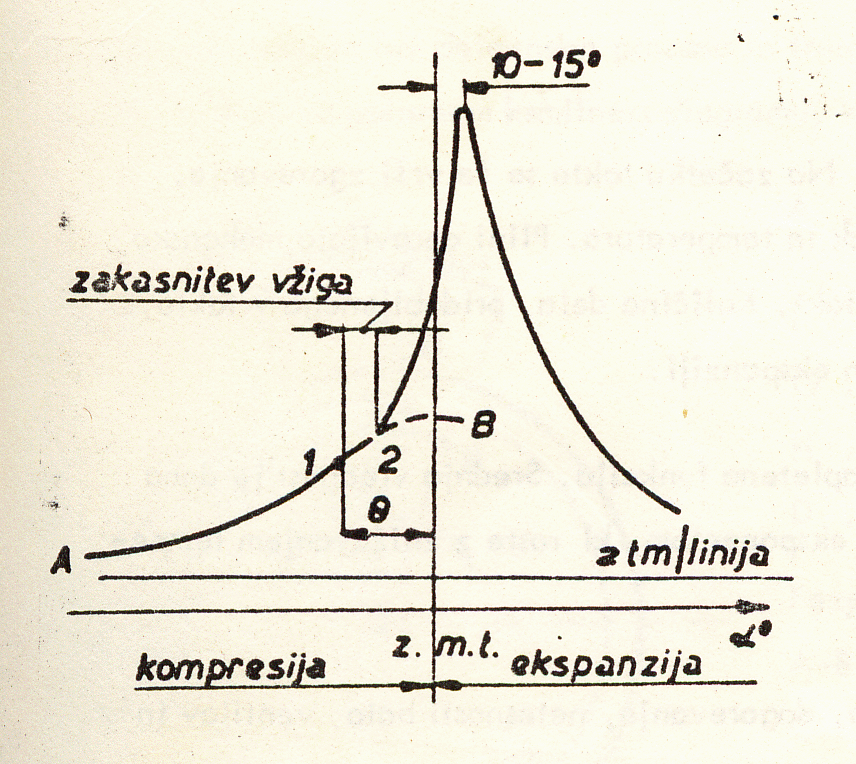 10-15°
zakasnitev vžiga
B
1 2
θ
A
atm/linija
z. m. t.
α°
kompresija ekspanzija